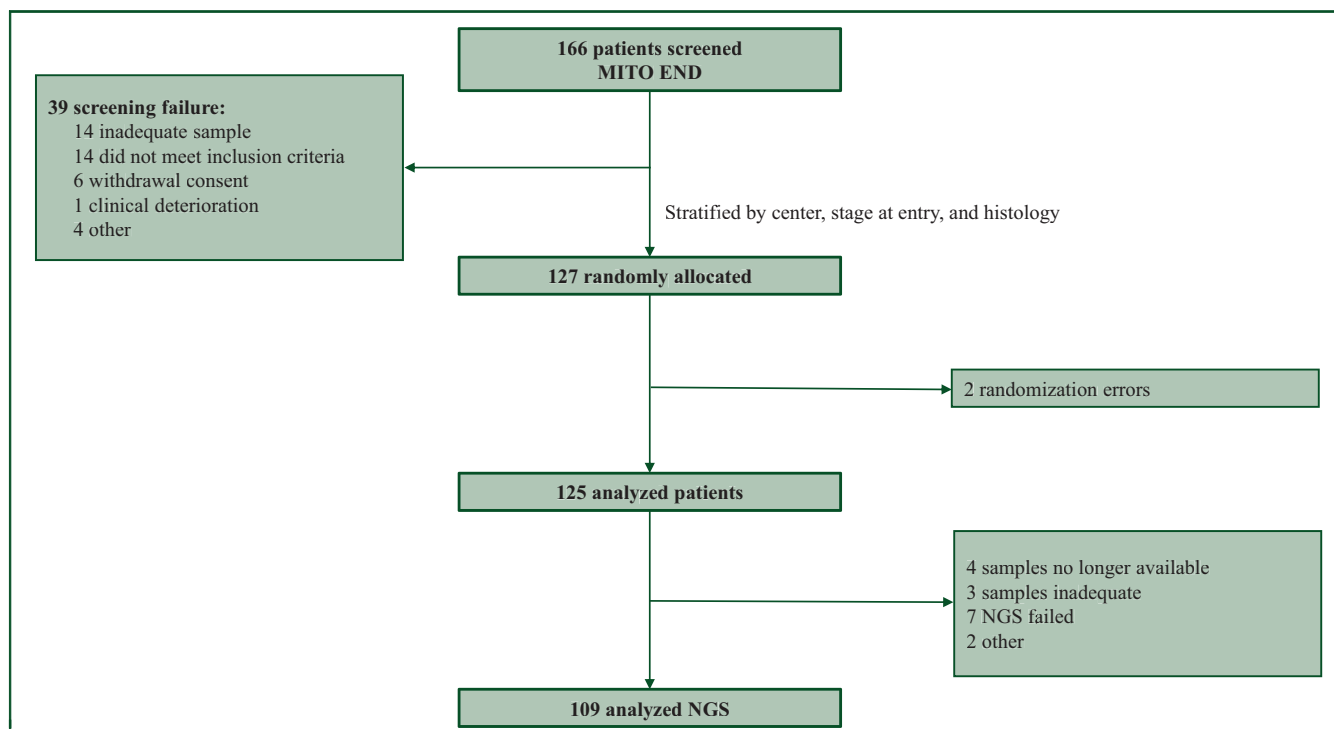 166 patients screened
MITO END
39 screening failure:
14 inadequate sample
14 did not meet inclusion criteria
6 withdrawal consent
1 clinical deterioration
4 other
Stratified by center, stage at entry, and histology
127 randomly allocated
2 randomization errors
125 analyzed patients
4 samples no longer available
3 samples inadequate
7 NGS failed
2 other
109 analyzed NGS